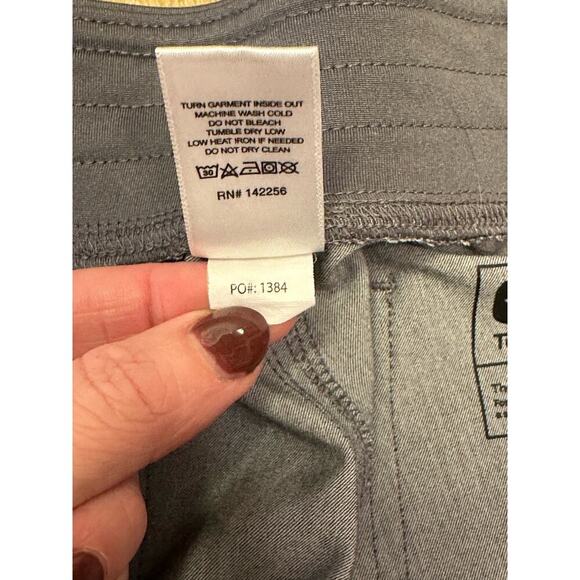 TURN GARMENT INSIDE OUT
MACHINE WASH COLD
DO NOT BLEACH
TUMBLE DRY LOW
LOW HEAT IRON IF NEEDED
DO NOT DRY CLEAN
30
RN# 142256
PO#: 1384